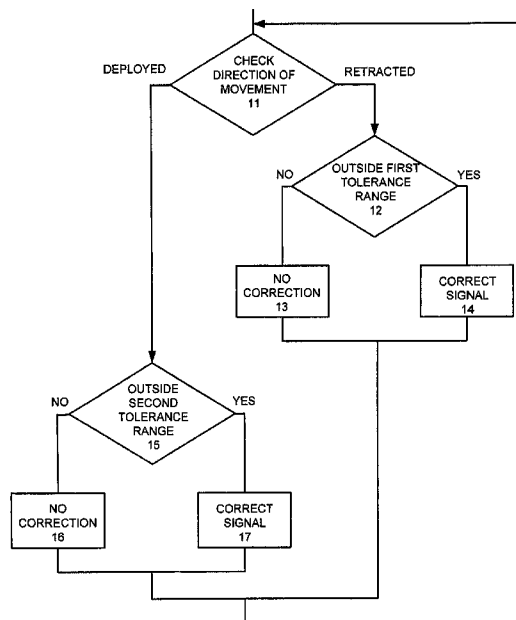 DEPLOYED
CHECK
DIRECTION OF
MOVEMENT
11
RETRACTED
NO
OUTSIDE FIRST
TOLERANCE
RANGE
12
YES
NO
CORRECTION
13
CORRECT
SIGNAL
14
NO
OUTSIDE
SECOND
TOLERANCE
RANGE
15
YES
NO
CORRECTION
16
CORRECT
SIGNAL
17